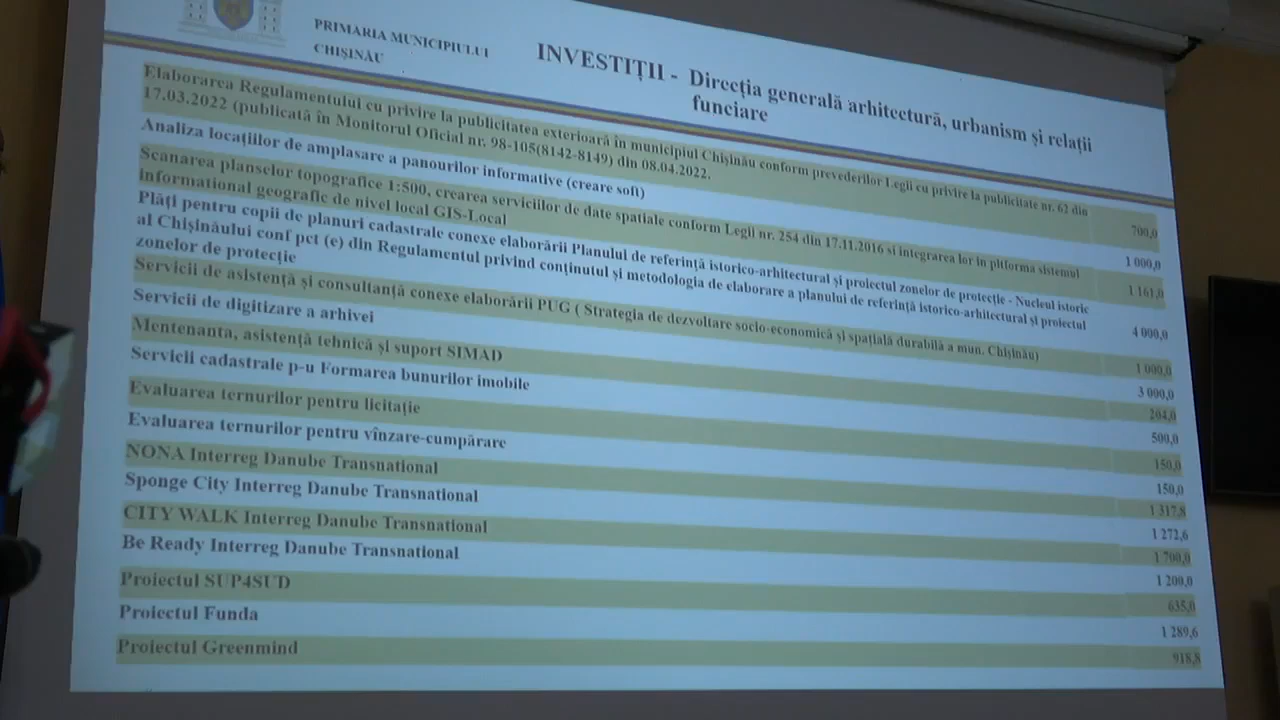 PRIMARIA MUNICIPIULUI
CHIȘINĂU
INVESTIȚII - Direcția generală arhitectură, urbanism și relații
funciare
Elaborarea Regulamentului cu privire la publicitatea exterioară în municipiul Chișinău conform prevederilor Legii cu privire la publicitate nr. 62 din
17.03.2022 (publicată în Monitorul Oficial nr. 98-105(8142-8149) din 08.04.2022.
700,0
Analiza locațiilor de amplasare a panourilor informative (creare soft)
1 000,0
Scanarea planselor topografice 1:500, crearea serviciilor de date spatiale conform Legii nr. 254 din 17.11.2016 si integrarea lor in pltforma sistemul
informational geografic de nivel local GIS-Local
1 161,0
Plăți pentru copii de planuri cadastrale conexe elaborării Planului de referință istorico-arhitectural și proiectul zonelor de protecție - Nucleul istoric
al Chișinăului conf pct (e) din Regulamentul privind conținutul și metodologia de elaborare a planului de referință istorico-arhitectural și proiectul
zonelor de protecție
4 000,0
Servicii de asistență și consultanță conexe elaborării PUG ( Strategia de dezvoltare socio-economică și spațială durabilă a mun. Chișinău)
1 000,0
Servicii de digitizare a arhivei
3 000,0
Mentenanta, asistență tehnică și suport SIMAD
204,0
Servicii cadastrale p-u Formarea bunurilor imobile
500,0
Evaluarea ternurilor pentru licitație
150,0
Evaluarea ternurilor pentru vînzare-cumpărare
150,0
NONA Interreg Danube Transnational
1 317,8
Sponge City Interreg Danube Transnational
1 272,6
CITY WALK Interreg Danube Transnational
1 700,0
Be Ready Interreg Danube Transnational
1 200,0
Proiectul SUP4SUD
635,0
Proiectul Funda
1 289,6
Proiectul Greenmind
918,8